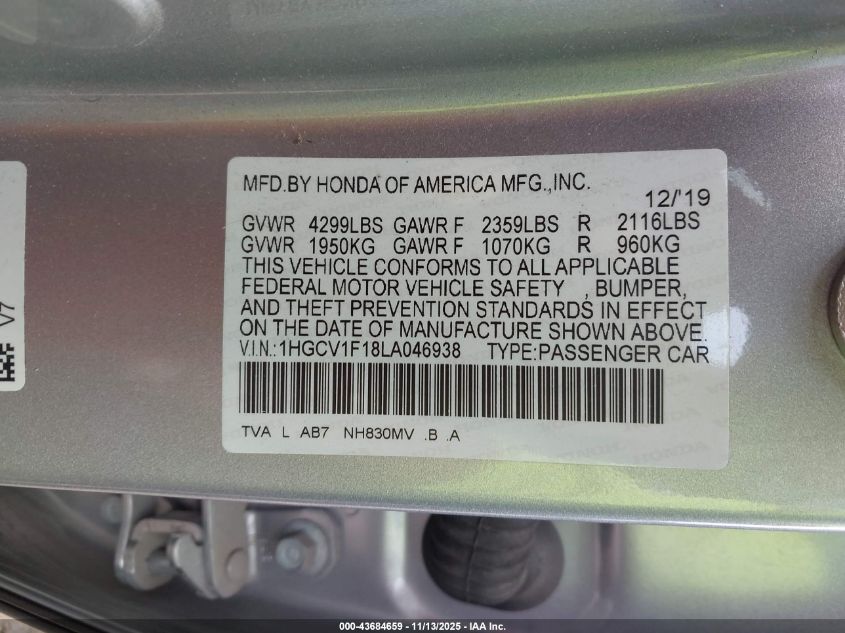 MFD.BY HONDA OF AMERICA MFG.,INC.
12/'19
GVWR 4299LBS GAWR F 2359LBS R 2116LBS
GVWR 1950KG GAWR F 1070KG R 960KG
THIS VEHICLE CONFORMS TO ALL APPLICABLE
FEDERAL MOTOR VEHICLE SAFETY , BUMPER,
AND THEFT PREVENTION STANDARDS IN EFFECT
ON THE DATE OF MANUFACTURE SHOWN ABOVE.
V.I.N.:1HGCV1F18LA046938 TYPE:PASSENGER CAR
TVA L AB7 NH830MV .B .A
V7
000-43684659 - 11/13/2025 - IAA Inc.